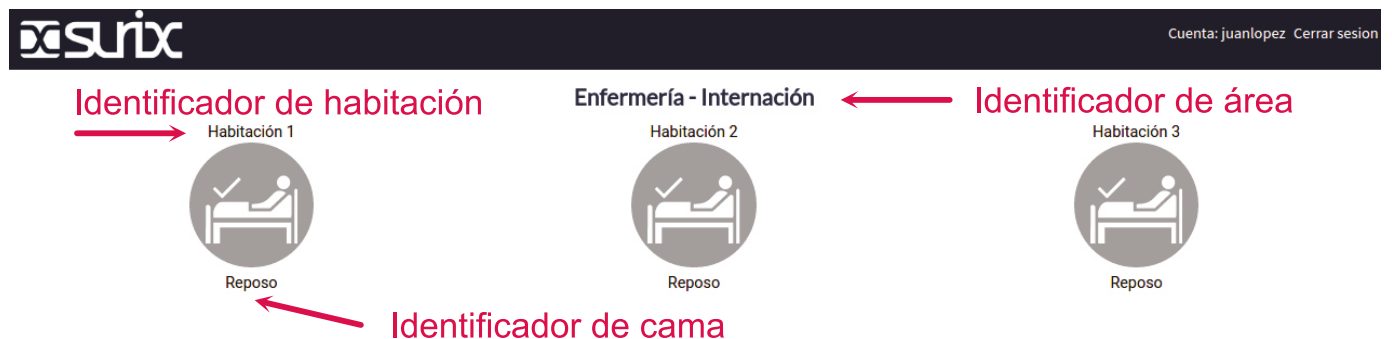 surix
Cuenta: juanlopez Cerrar sesion
Identificador de habitación
Enfermería - Internación
Identificador de área
Habitación 1
Habitación 2
Habitación 3
Reposo
Reposo
Reposo
Identificador de cama